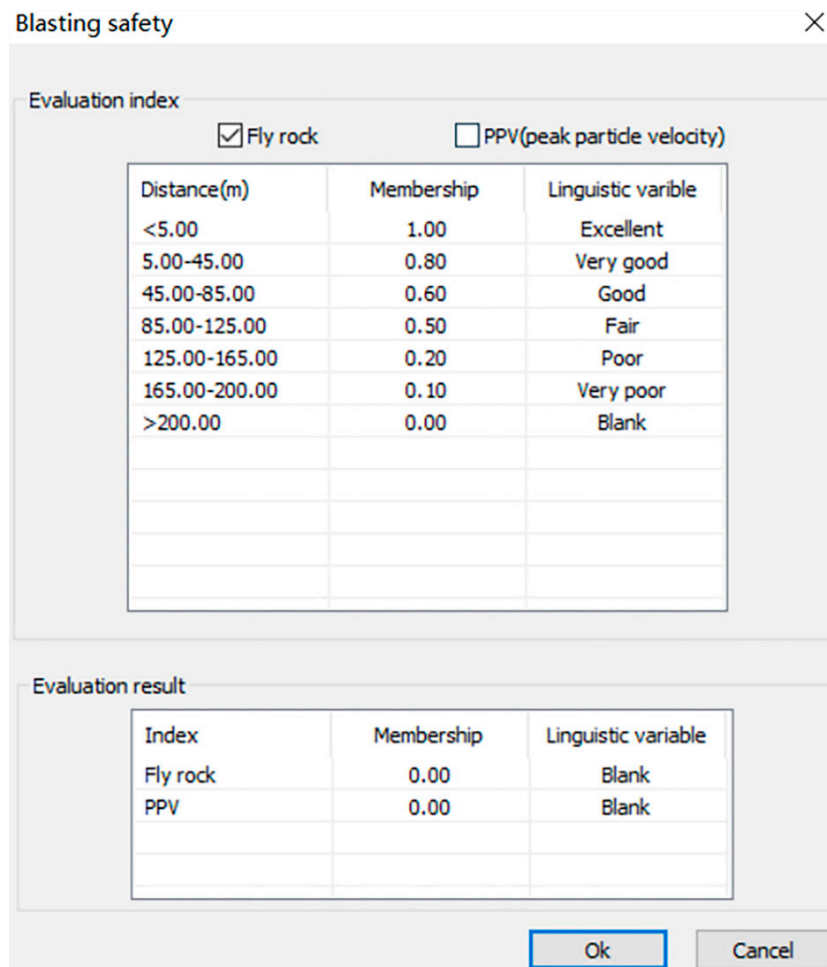 Blasting safety
Evaluation index
Fly rock PPV(peak particle velocity)
Distance(m) Membership Linguistic varible
<5.00 1.00 Excellent
5.00-45.00 0.80 Very good
45.00-85.00 0.60 Good
85.00-125.00 0.50 Fair
125.00-165.00 0.20 Poor
165.00-200.00 0.10 Very poor
>200.00 0.00 Blank
Evaluation result
Index Membership Linguistic variable
Fly rock 0.00 Blank
PPV 0.00 Blank
Ok Cancel